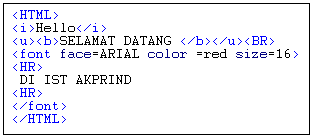 <HTML>
<i>Hello</i>
<u><b>SELAMAT DATANG </b></u><BR>
<font face=ARIAL color =red size=16>
<HR>
 DI IST AKPRIND
<HR>
</font>
</HTML>